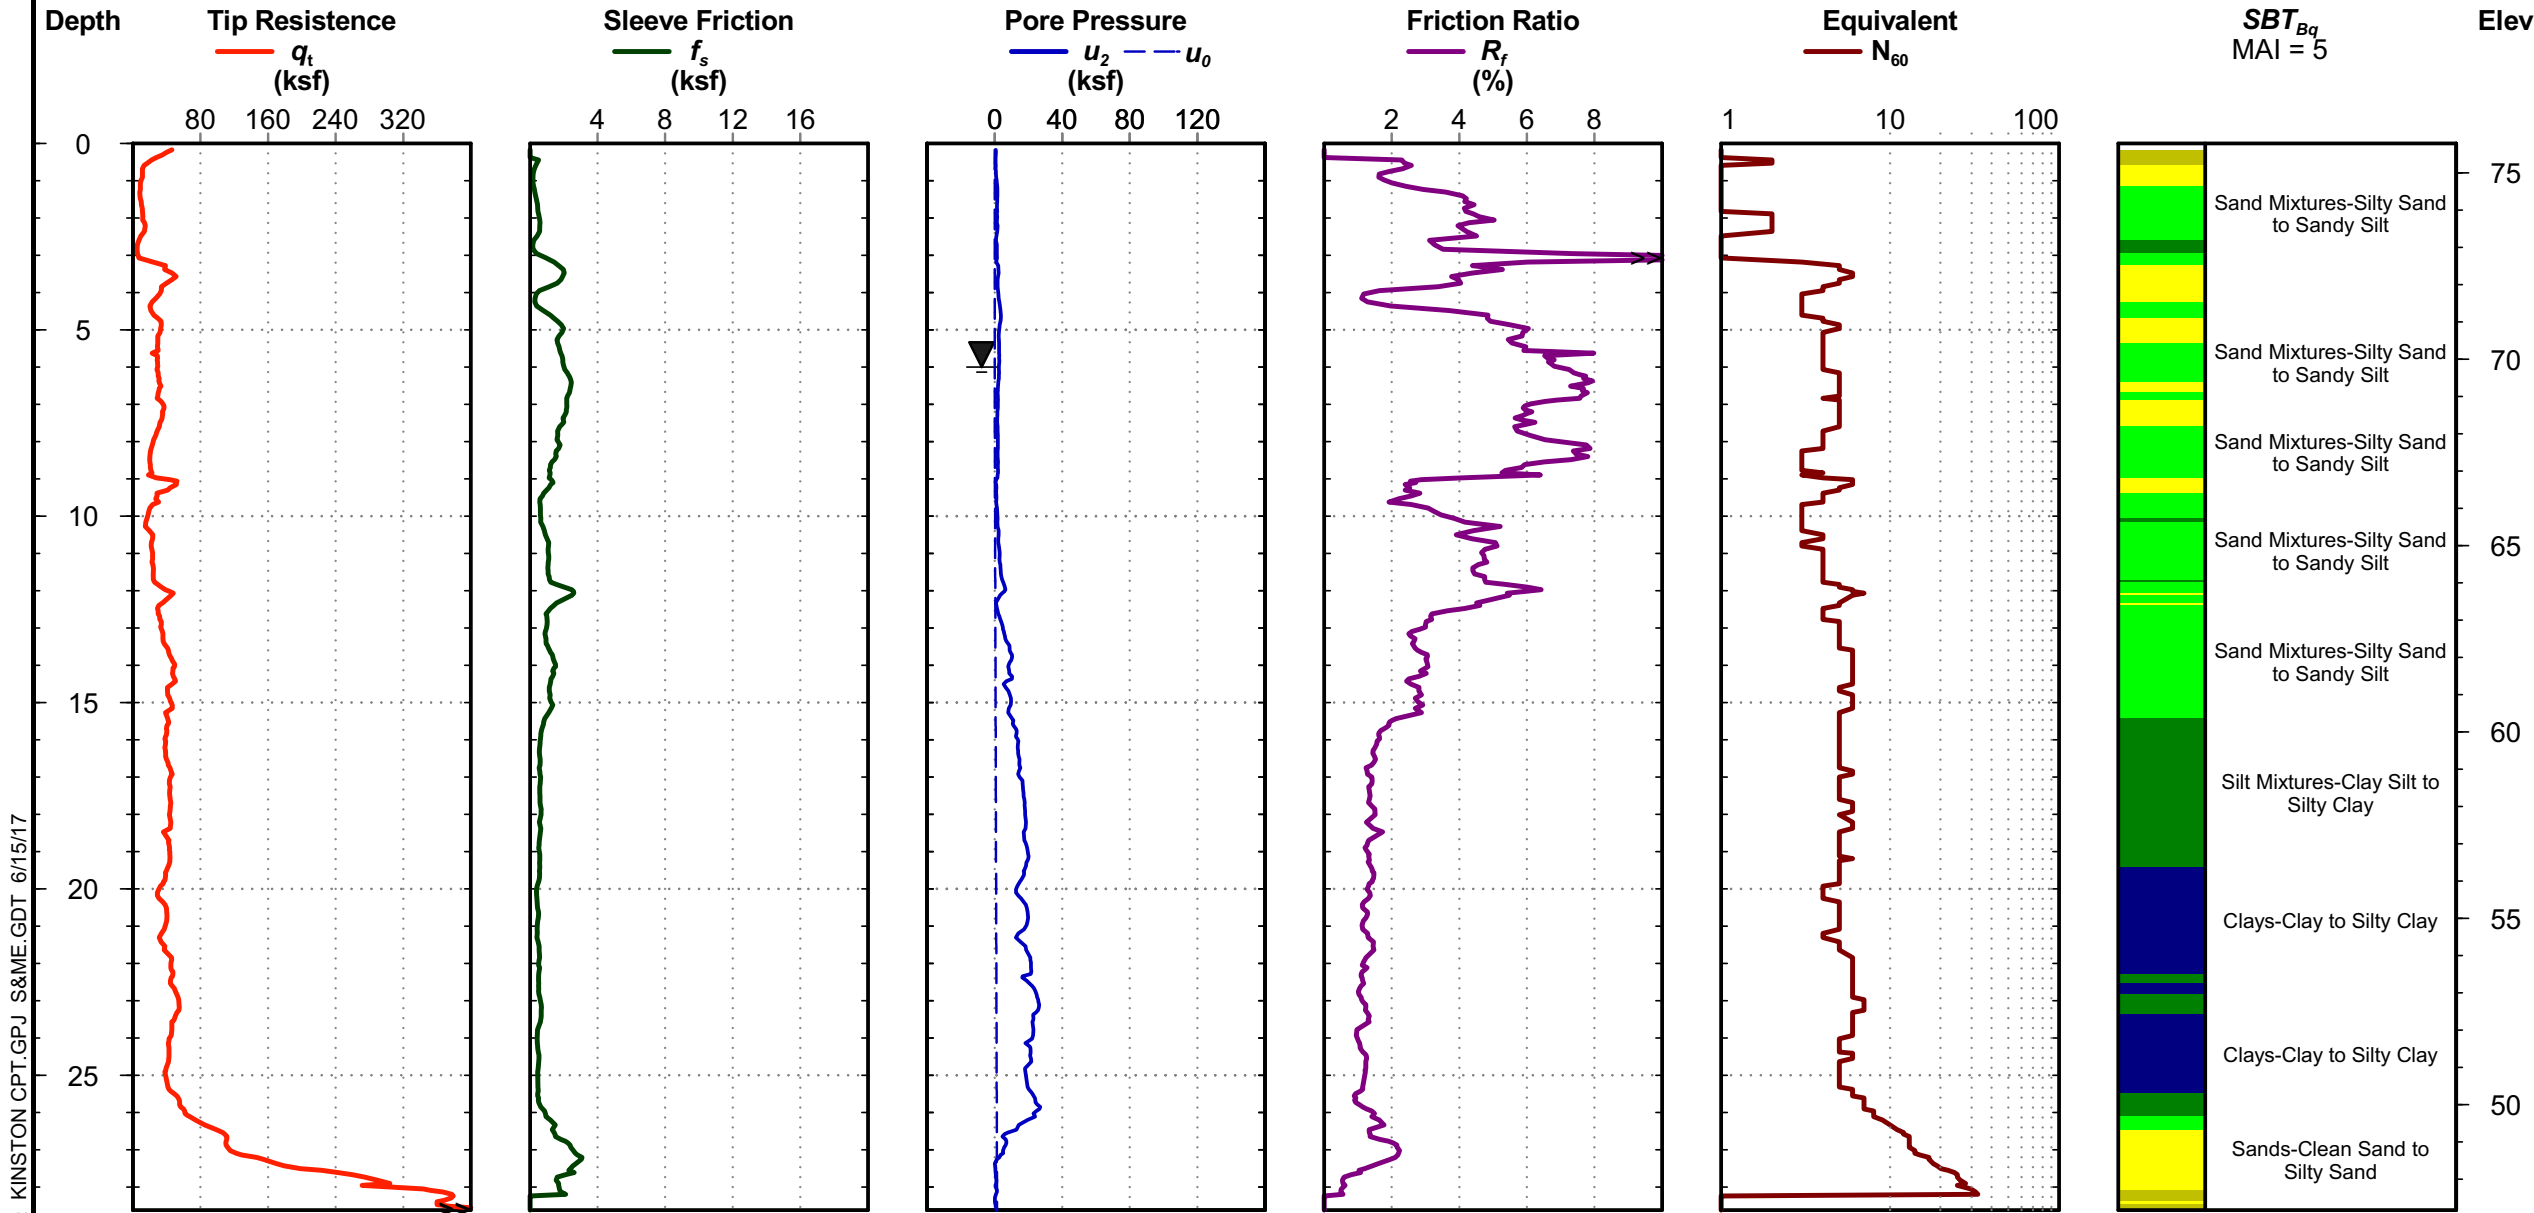 Depth
Tip Resistence
qt
(ksf)
80 160 240 320
Sleeve Friction
fs
(ksf)
4 8 12 16
Pore Pressure
u2 u0
(ksf)
0 40 80 120
Friction Ratio
Rf
(%)
2 4 6 8
Equivalent
N60
1 10 100
SBTBq
MAI = 5
Elev
0
5
10
15
20
25
Sand Mixtures-Silty Sand
to Sandy Silt
Sand Mixtures-Silty Sand
to Sandy Silt
Sand Mixtures-Silty Sand
to Sandy Silt
Sand Mixtures-Silty Sand
to Sandy Silt
Sand Mixtures-Silty Sand
to Sandy Silt
Silt Mixtures-Clay Silt to
Silty Clay
Clays-Clay to Silty Clay
Clays-Clay to Silty Clay
Sands-Clean Sand to
Silty Sand
75
70
65
60
55
50
KINSTON CPT.GPJ S&ME.GDT 6/15/17